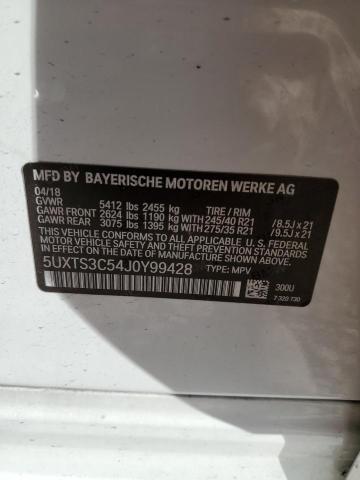 MFD BY BAYERISCHE MOTOREN WERKE AG
04/18
GVWR 5412 lbs 2455 kg TIRE / RIM
GAWR FRONT 2624 lbs 1190 kg WITH 245/40 R21 /8.5J x 21
GAWR REAR 3075 lbs 1395 kg WITH 275/35 R21 /9.5J x 21
THIS VEHICLE CONFORMS TO ALL APPLICABLE U.S. FEDERAL
MOTOR VEHICLE SAFETY, BUMPER, AND THEFT PREVENTION
STANDARDS IN EFFECT ON THE DATE OF MANUFACTURE SHOWN ABOVE.
5UXTS3C54J0Y99428 TYPE: MPV
300U
7 320 730